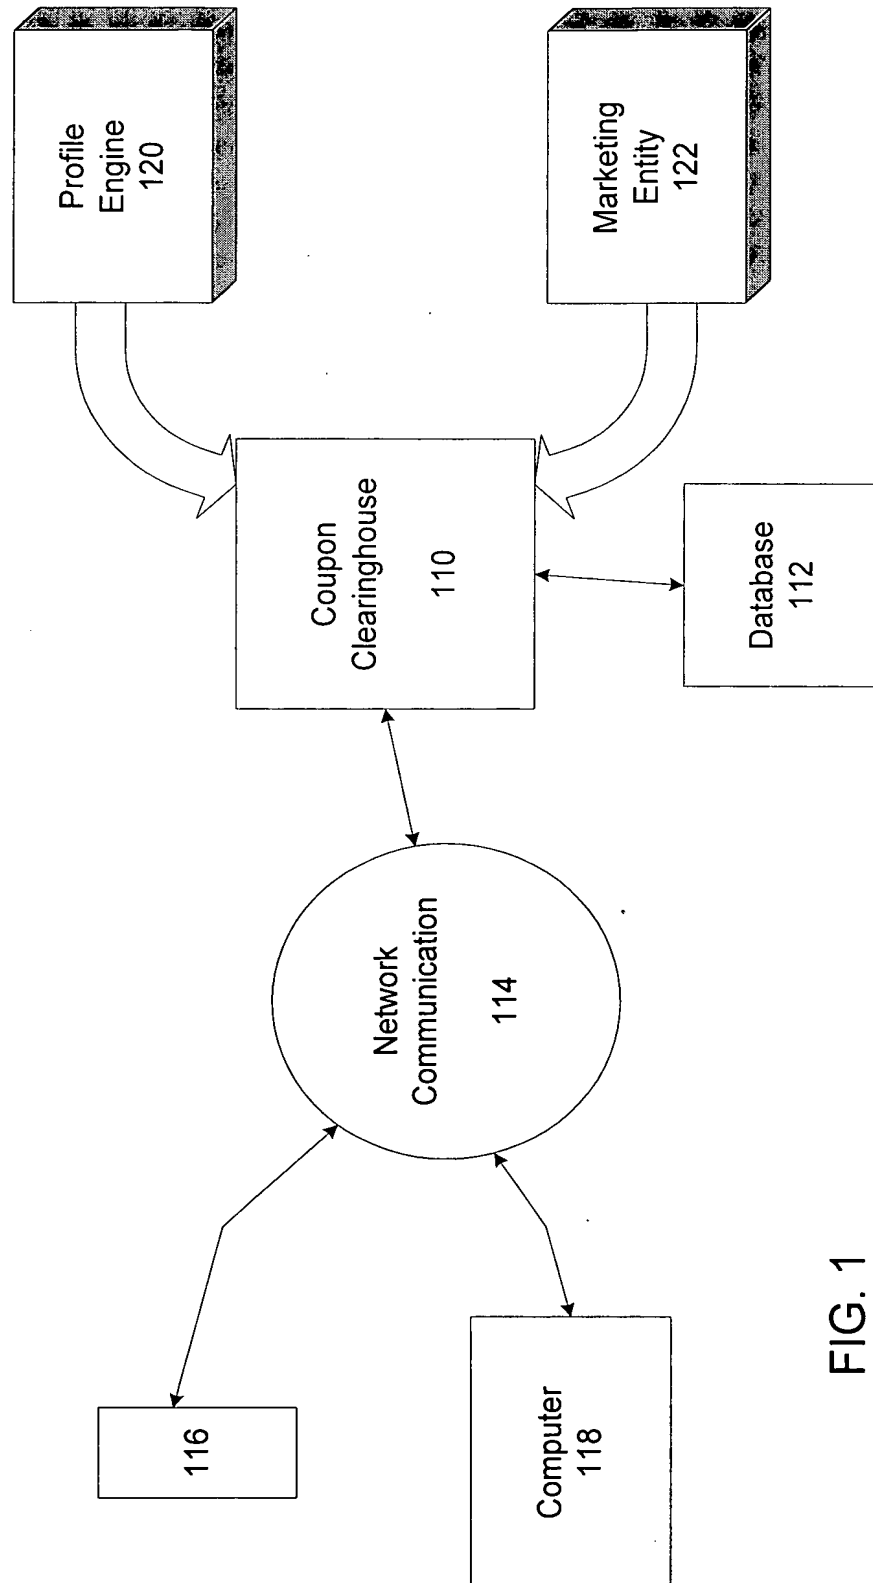 116
Computer
118
Network
Communication
114
Coupon
Clearinghouse
110
Database
112
Profile
Engine
120
Marketing
Entity
122
FIG. 1